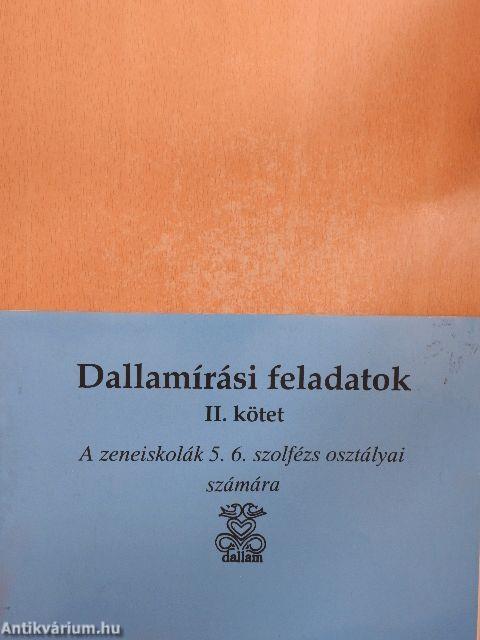 Dallamírási feladatok
II. kötet
A zeneiskolák 5. 6. szolfézs osztályai
számára
dallam
Antikvárium.hu